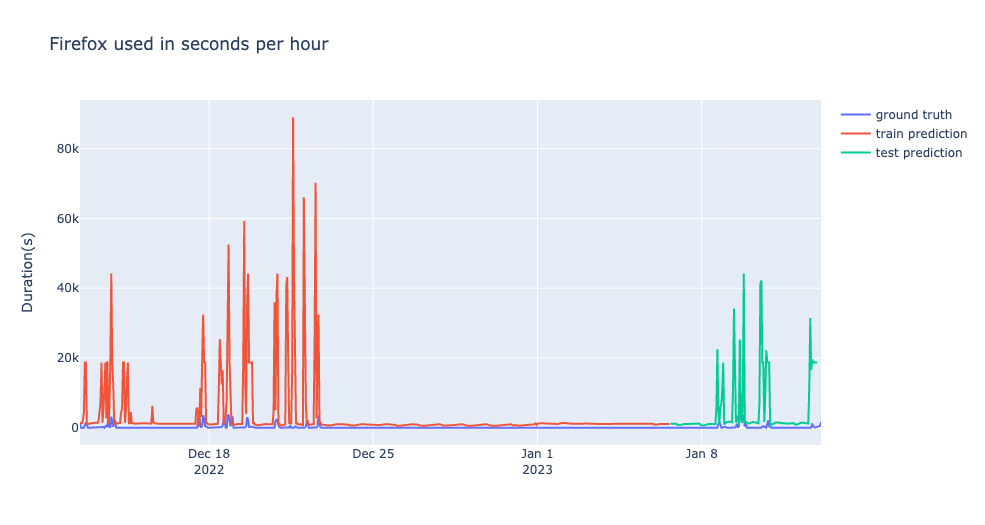 Firefox used in seconds per hour
ground truth
train prediction
test prediction
Duration(s)
80k
60k
40k
20k
0
Dec 18
2022
Dec 25
Jan 1
2023
Jan 8